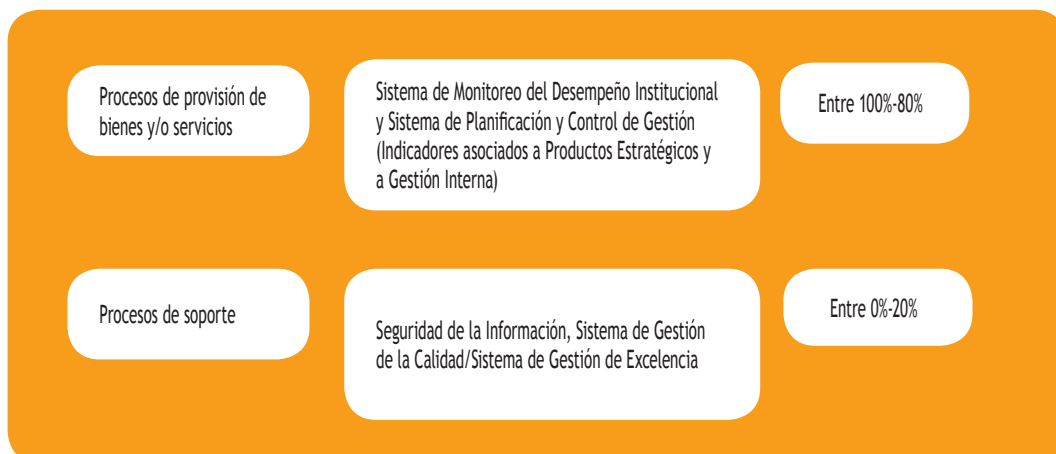 Procesos de provisión de
bienes y/o servicios
Sistema de Monitoreo del Desempeño Institucional
y Sistema de Planificación y Control de Gestión
(Indicadores asociados a Productos Estratégicos y
a Gestión Interna)
Entre 100%-80%
Procesos de soporte
Seguridad de la Información, Sistema de Gestión
de la Calidad/Sistema de Gestión de Excelencia
Entre 0%-20%